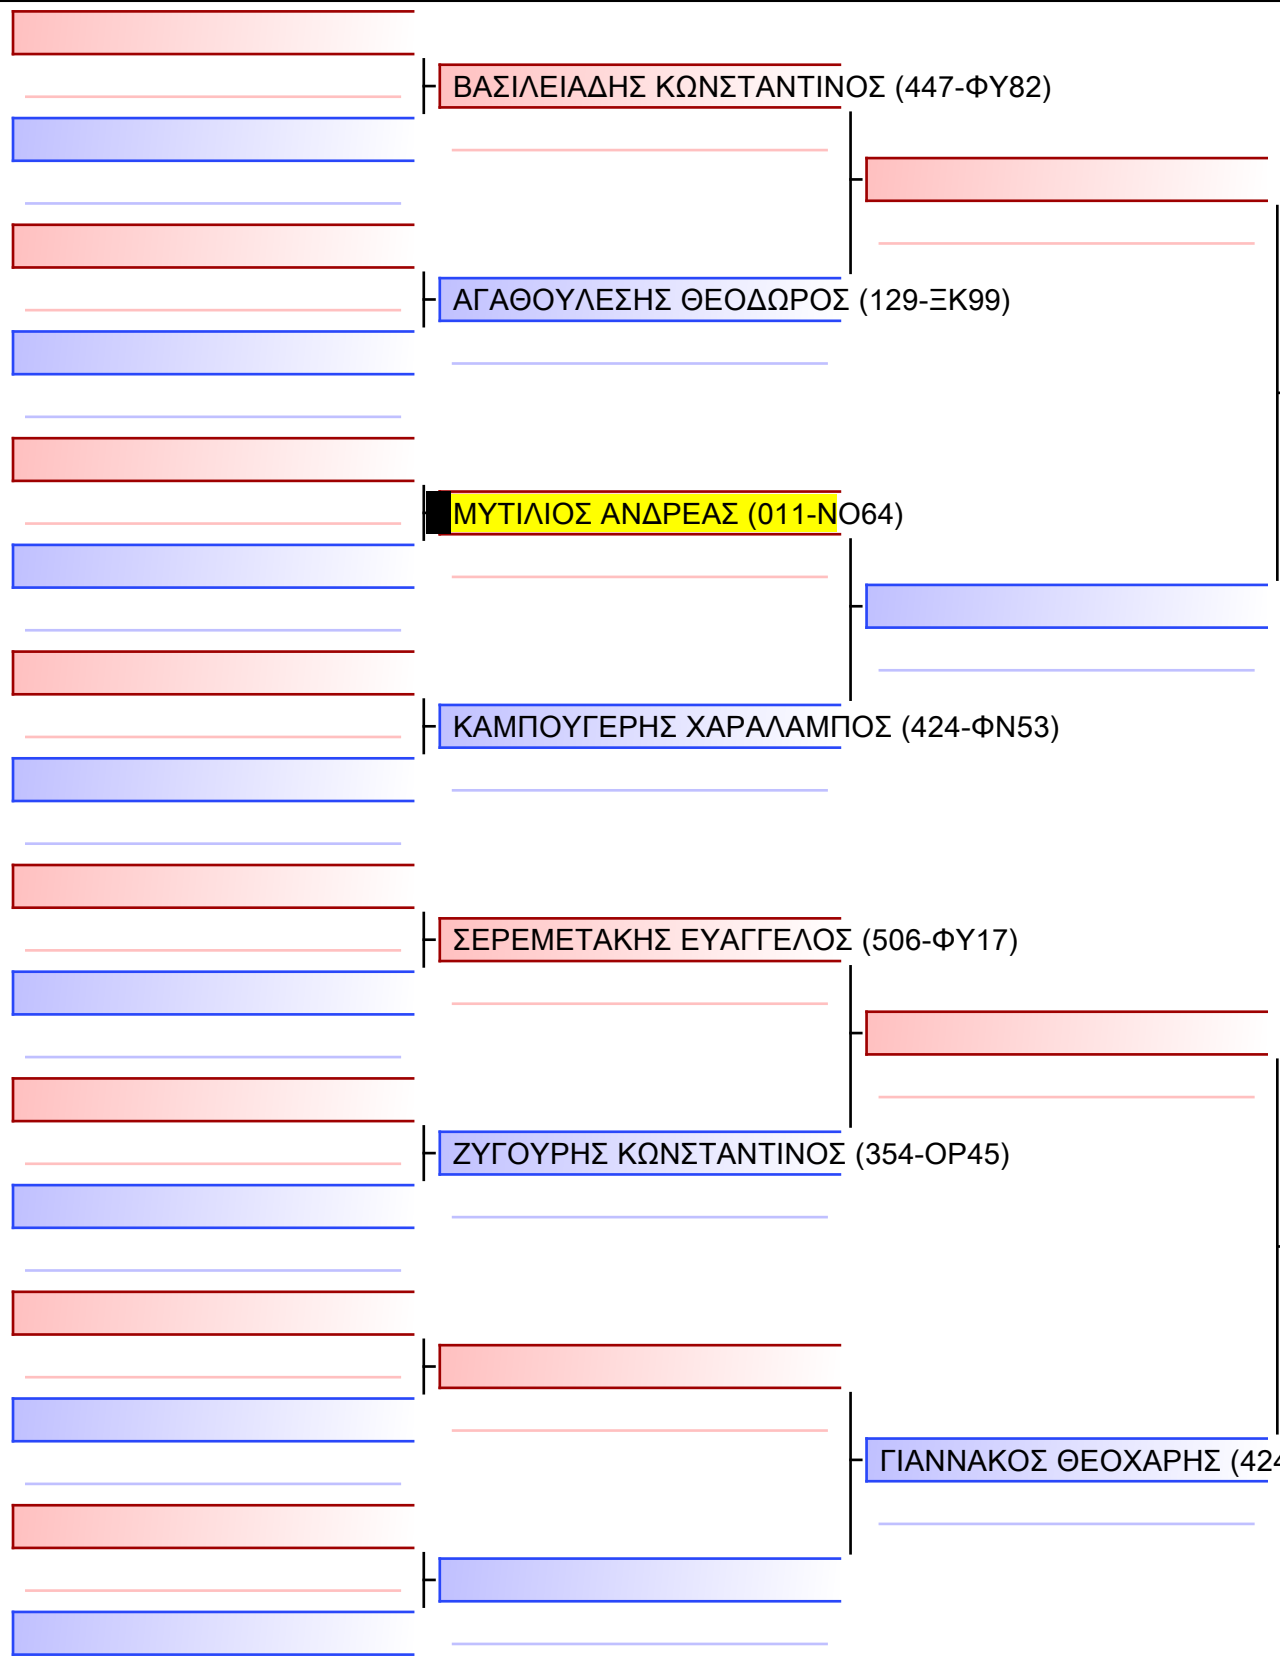 ΒΑΣΙΛΕΙΑΔΗΣ ΚΩΝΣΤΑΝΤΙΝΟΣ (447-ΦΥ82)
ΑΓΑΘΟΥΛΕΣΗΣ ΘΕΟΔΩΡΟΣ (129-ΞΚ99)
ΜΥΤΙΛΙΟΣ ΑΝΔΡΕΑΣ (011-ΝΟ64)
ΚΑΜΠΟΥΓΕΡΗΣ ΧΑΡΑΛΑΜΠΟΣ (424-ΦΝ53)
ΣΕΡΕΜΕΤΑΚΗΣ ΕΥΑΓΓΕΛΟΣ (506-ΦΥ17)
ΖΥΓΟΥΡΗΣ ΚΩΝΣΤΑΝΤΙΝΟΣ (354-ΟΡ45)
ΓΙΑΝΝΑΚΟΣ ΘΕΟΧΑΡΗΣ (424